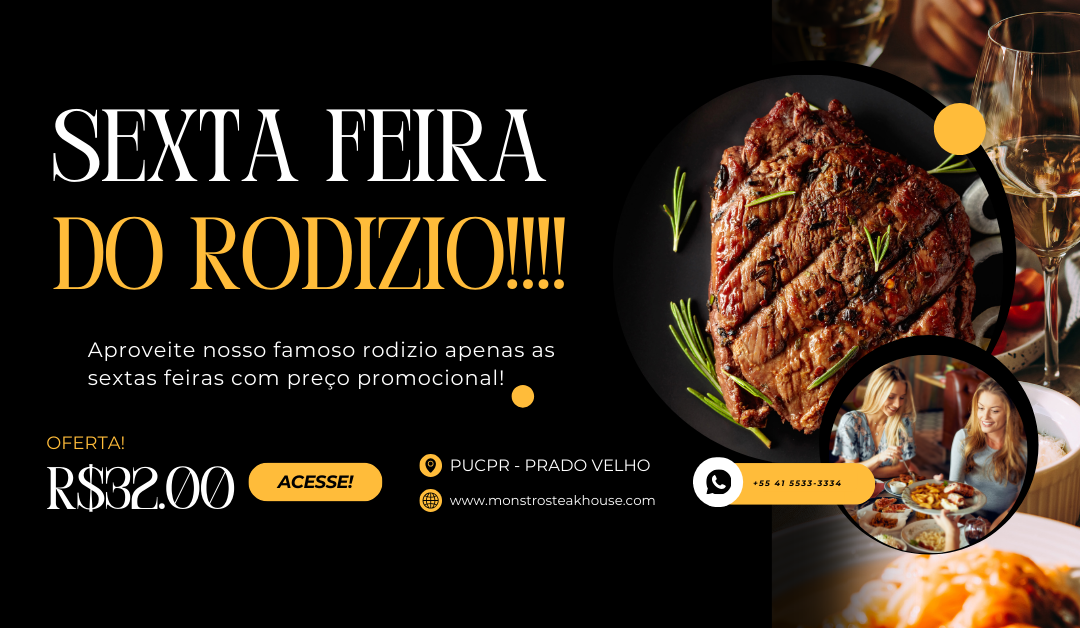 SEXTA FEIRA
DO RODIZIO!!!!
Aproveite nosso famoso rodizio apenas as
sextas feiras com preço promocional!
OFERTA!
R$32.00
ACESSE!
PUCPR - PRADO VELHO
www.monstrosteakhouse.com
+55 41 5533-3334